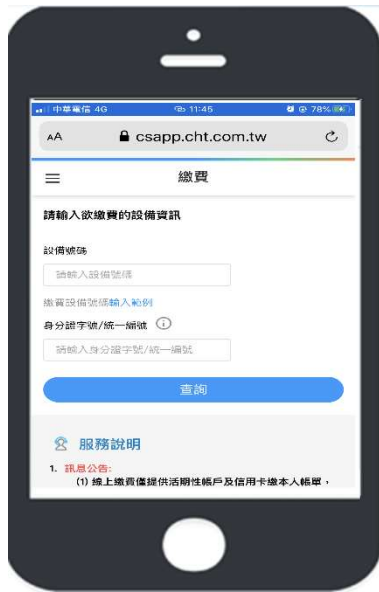 中華電信 4G 11:45 78%
AA csapp.cht.com.tw
繳費
請輸入欲繳費的設備資訊
設備號碼
請輸入設備號碼
繳費設備號碼輸入範例
身分證字號/統一編號
請輸入身分證字號/統一編號
查詢
服務說明
1. 訊息公告:
(1) 線上繳費僅提供活期性帳戶及信用卡繳本人帳單，